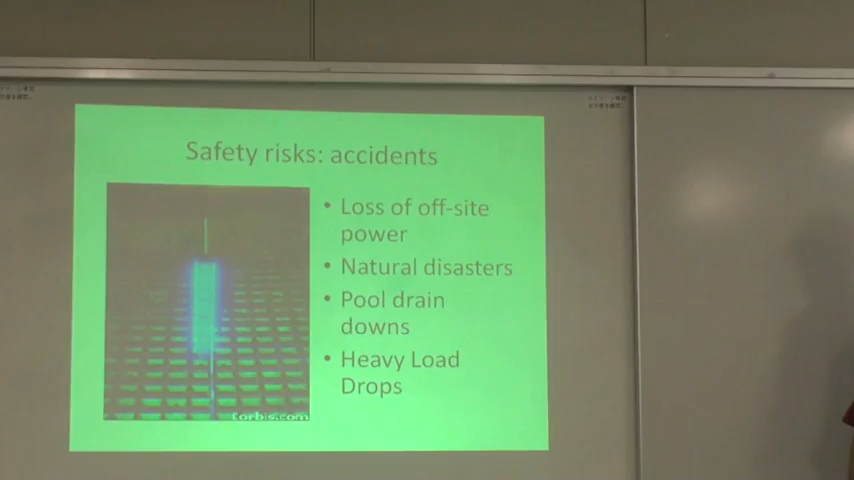 Safety risks: accidents
• Loss of off-site
power
• Natural disasters
• Pool drain
downs
• Heavy Load
Drops
Corbis.com